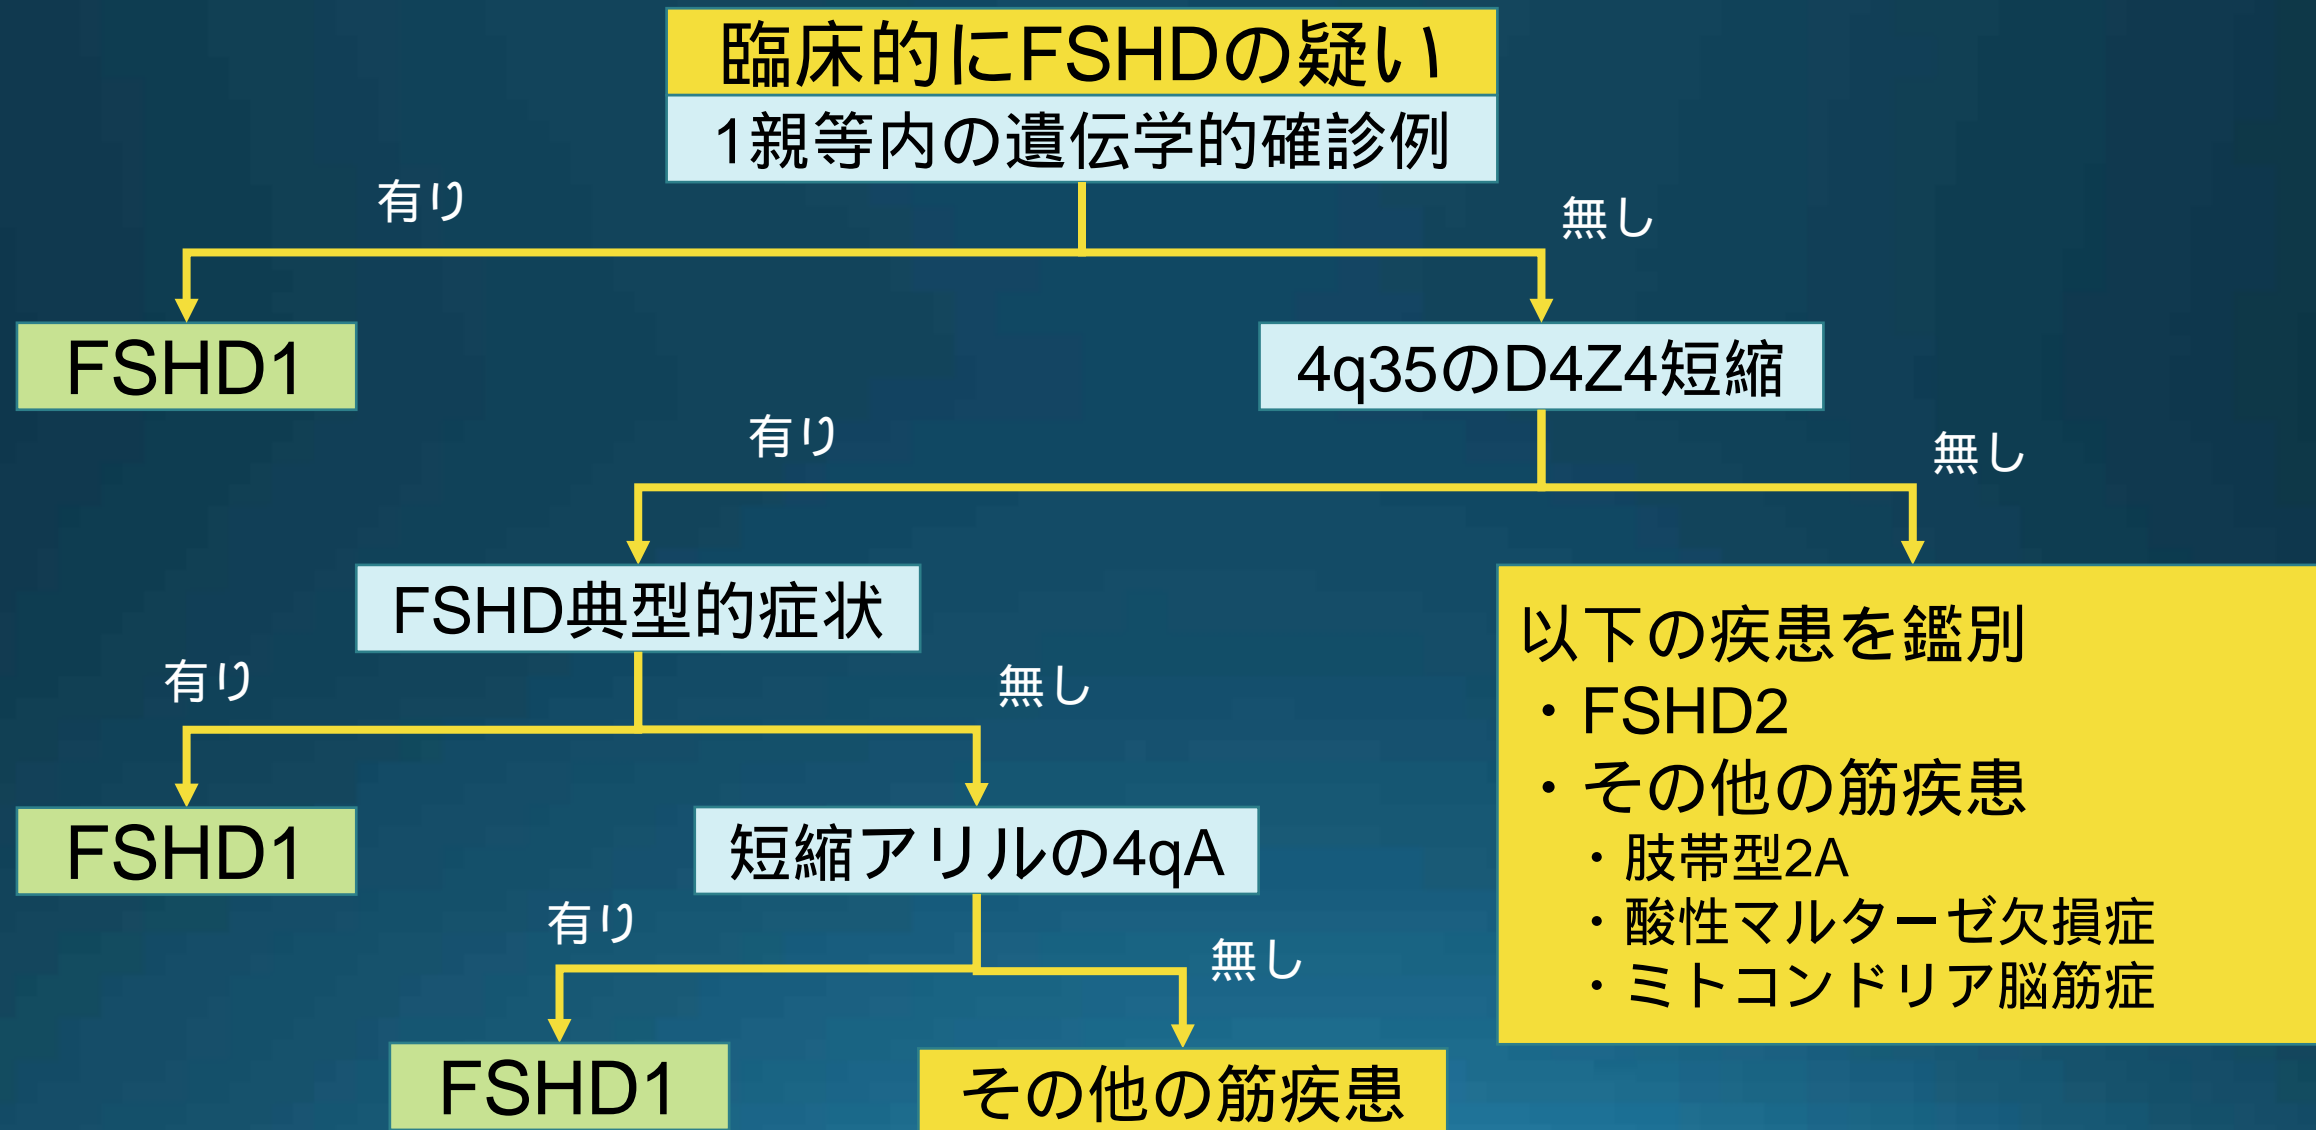 臨床的にFSHDの疑い
1親等内の遺伝学的確診例
有り
無し
FSHD1
4q35のD4Z4短縮
有り
無し
FSHD典型的症状
以下の疾患を鑑別
・FSHD2
・その他の筋疾患
・肢帯型2A
・酸性マルターゼ欠損症
・ミトコンドリア脳筋症
有り
無し
FSHD1
短縮アリルの4qA
有り
無し
FSHD1
その他の筋疾患